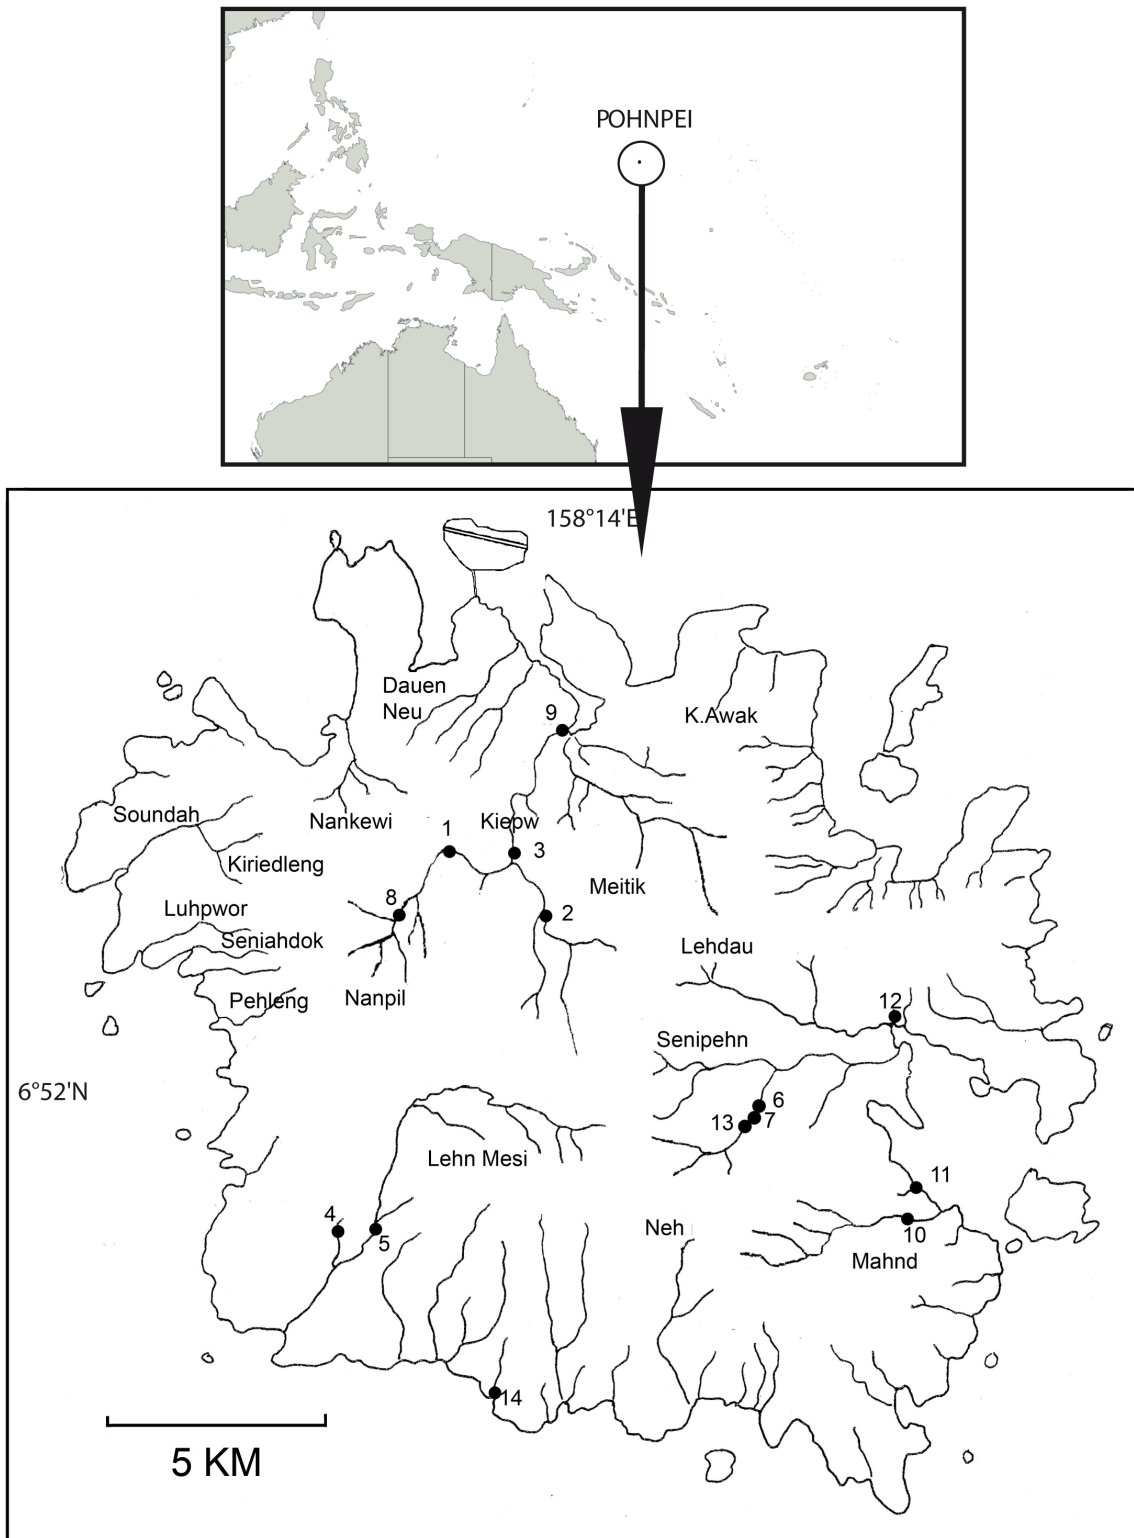 POHNPEI
158°14'E
Dauen
Neu
9
K.Awak
Soundah
Nankewi
1
Kiepw
3
Kiriedleng
Meitik
8
2
Luhpwor
Seniahdok
Lehdau
Pehleng
Nanpil
12
Senipehn
6°52'N
6
7
13
Lehn Mesi
11
4
5
Neh
10
Mahnd
14
5 KM